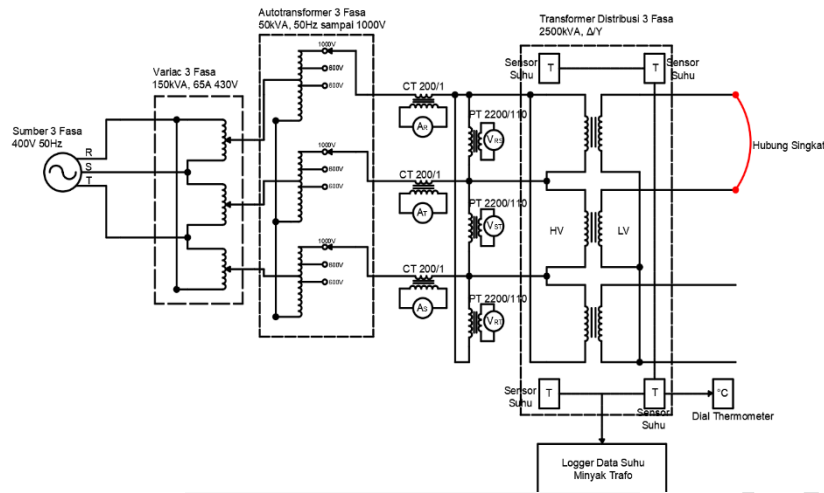 Autotransformer 3 Fasa
50kVA, 50Hz sampai 1000V
Transformer Distribusi 3 Fasa
2500kVA, Δ/Y
Variac 3 Fasa
150kVA, 65A 430V
Sumber 3 Fasa
400V 50Hz
R
S
T
1000V
800V
600V
1000V
800V
600V
1000V
800V
600V
CT 200/1
AR
CT 200/1
AT
CT 200/1
AS
PT 2200/110
VRS
PT 2200/110
VST
PT 2200/110
VRT
Sensor
Suhu
T
T
Sensor
Suhu
HV
LV
Hubung Singkat
Sensor
Suhu
T
T
Sensor
Suhu
°C
Dial Thermometer
Logger Data Suhu
Minyak Trafo